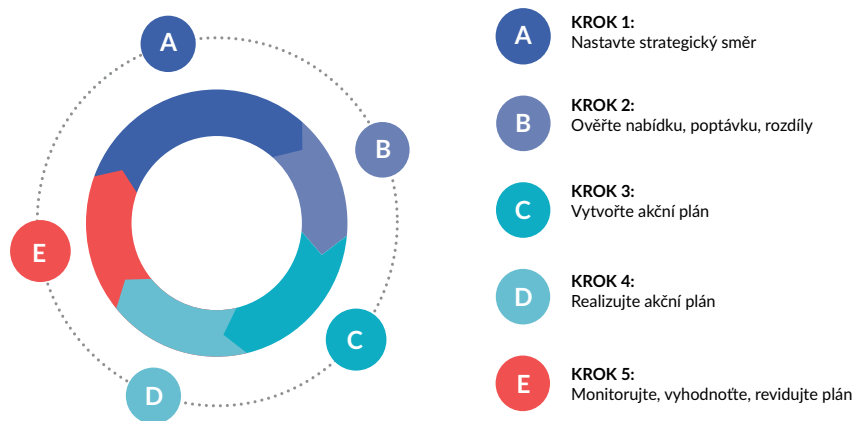 A
B
C
D
E
A
KROK 1:
Nastavte strategický směr
B
KROK 2:
Ověřte nabídku, poptávku, rozdíly
C
KROK 3:
Vytvořte akční plán
D
KROK 4:
Realizujte akční plán
E
KROK 5:
Monitorujte, vyhodnoťte, revidujte plán